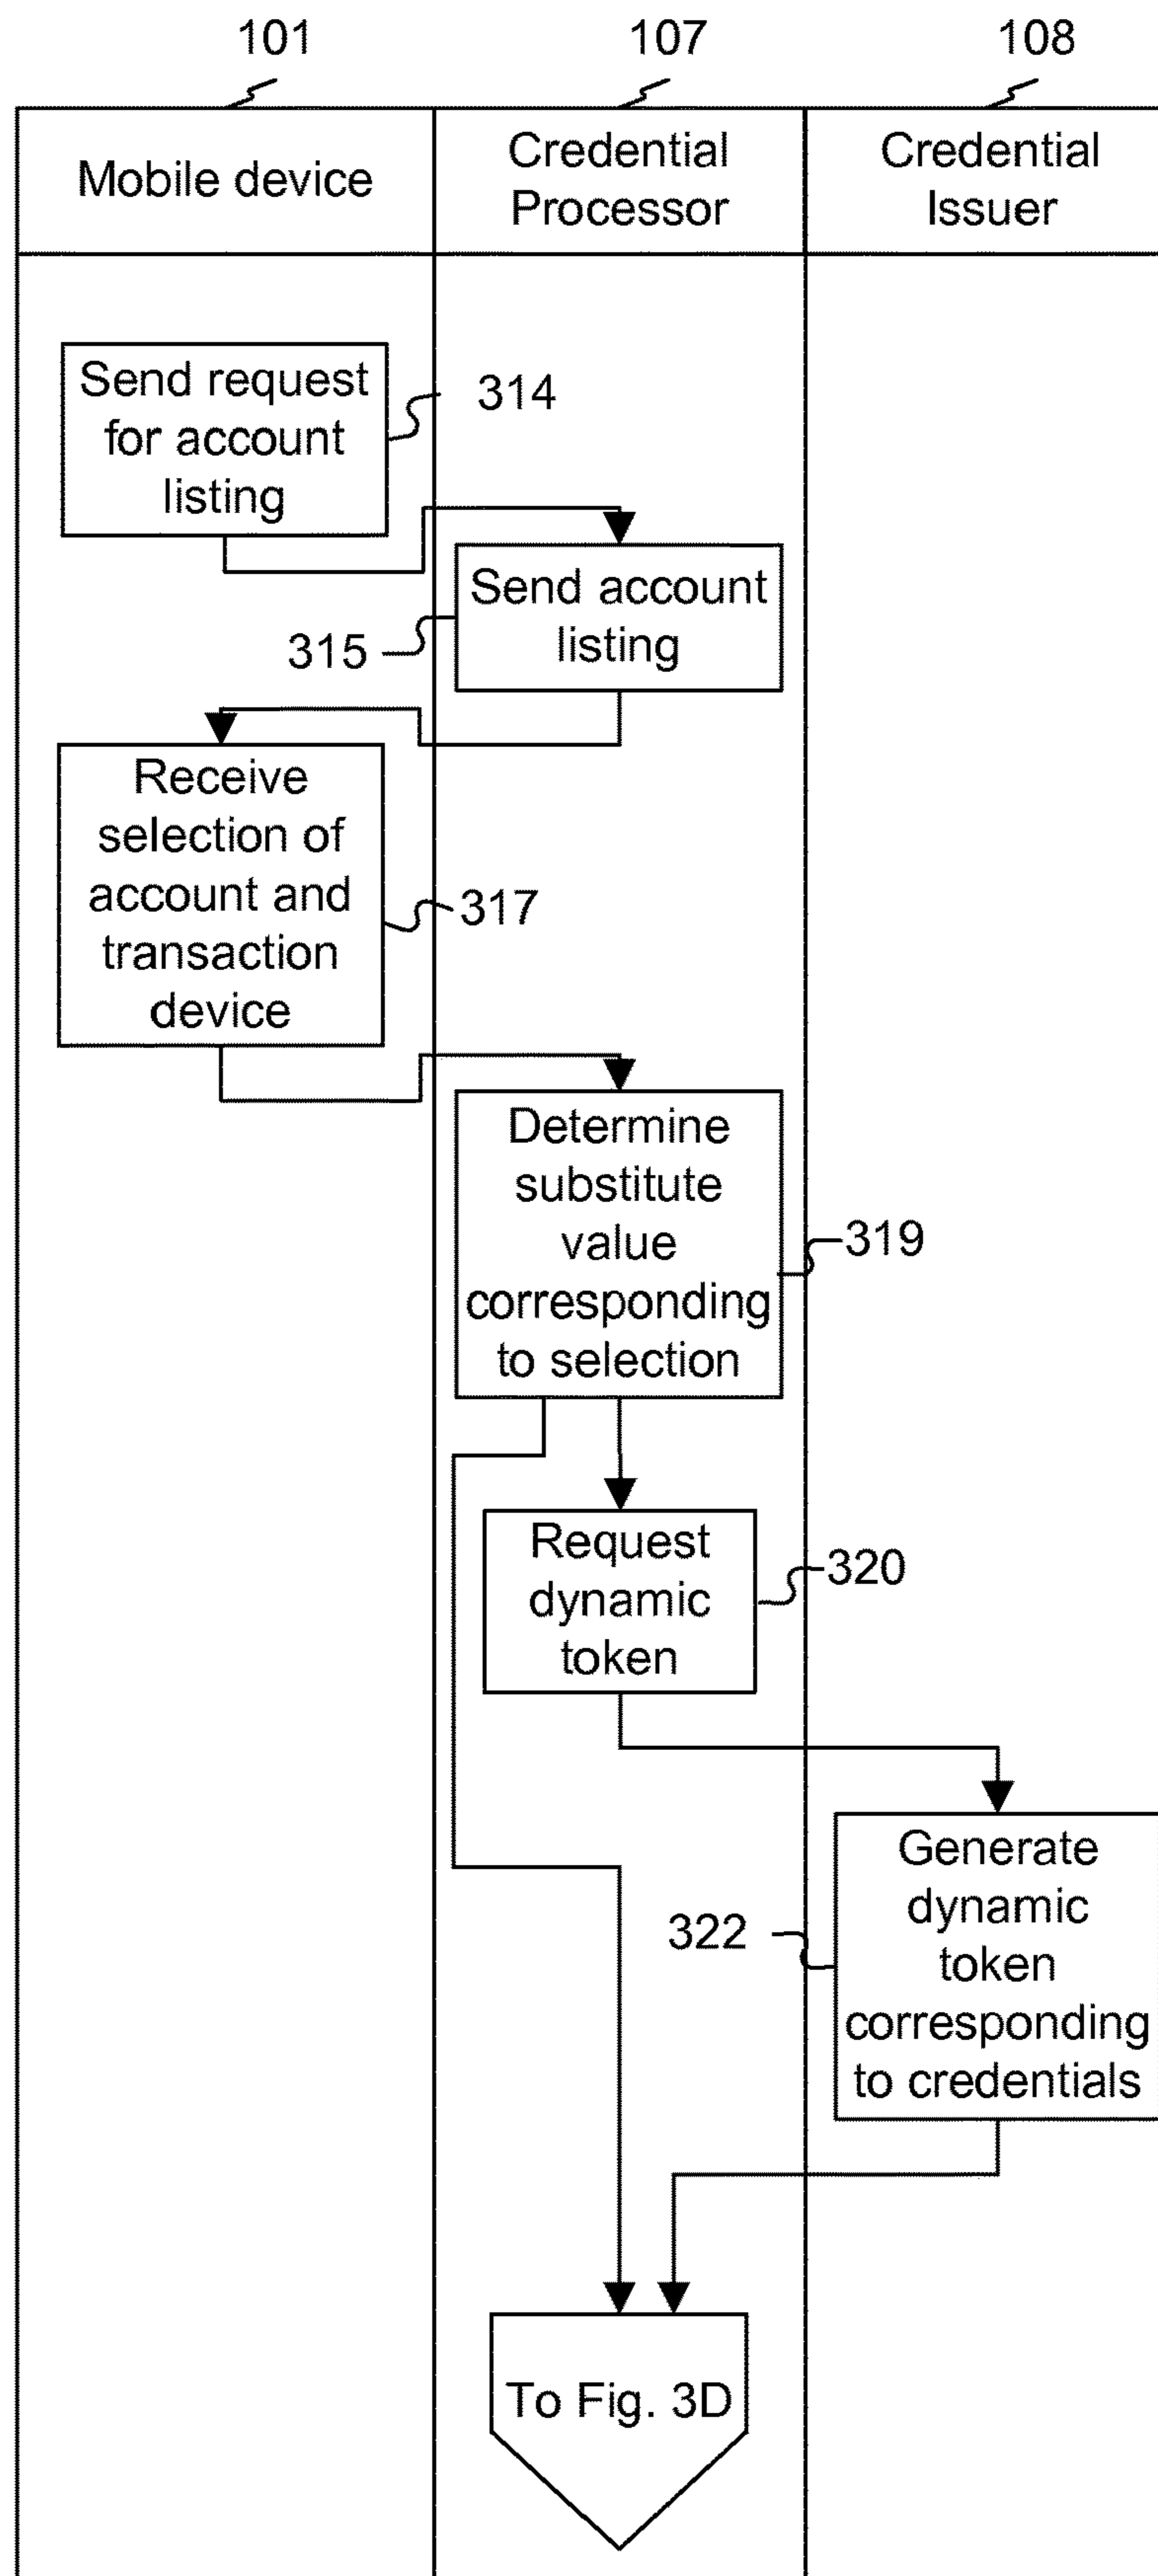 101
107
108
Mobile device
Credential
Processor
Credential
Issuer
Send request
for account
listing
314
Send account
listing
315
Receive
selection of
account and
transaction
device
317
Determine
substitute
value
corresponding
to selection
319
Request
dynamic
token
320
Generate
dynamic
token
corresponding
to credentials
322
To Fig. 3D